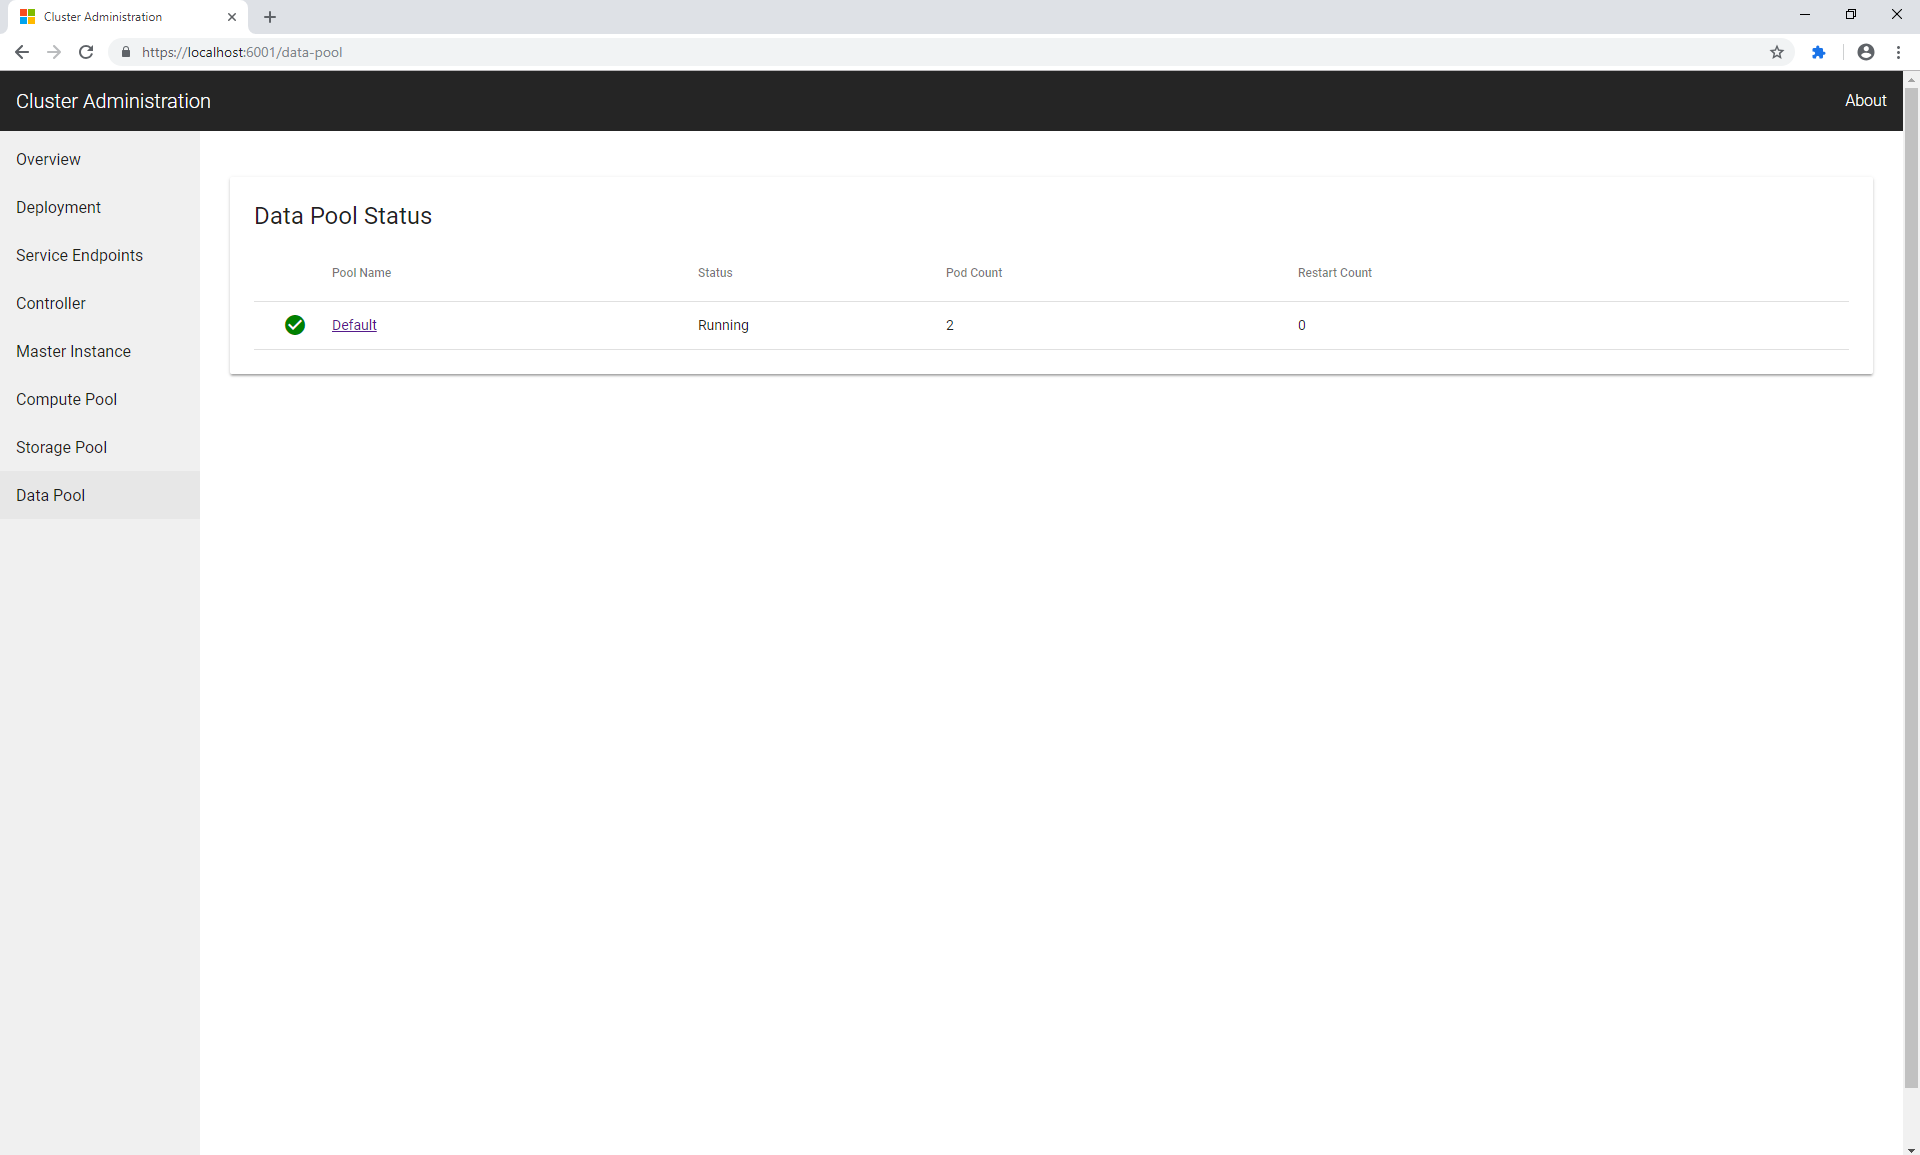 Cluster Administration
https://localhost:6001/data-pool
Cluster Administration
About
Overview
Deployment
Service Endpoints
Controller
Master Instance
Compute Pool
Storage Pool
Data Pool
Data Pool Status
Pool Name Status Pod Count Restart Count
Default Running 2 0